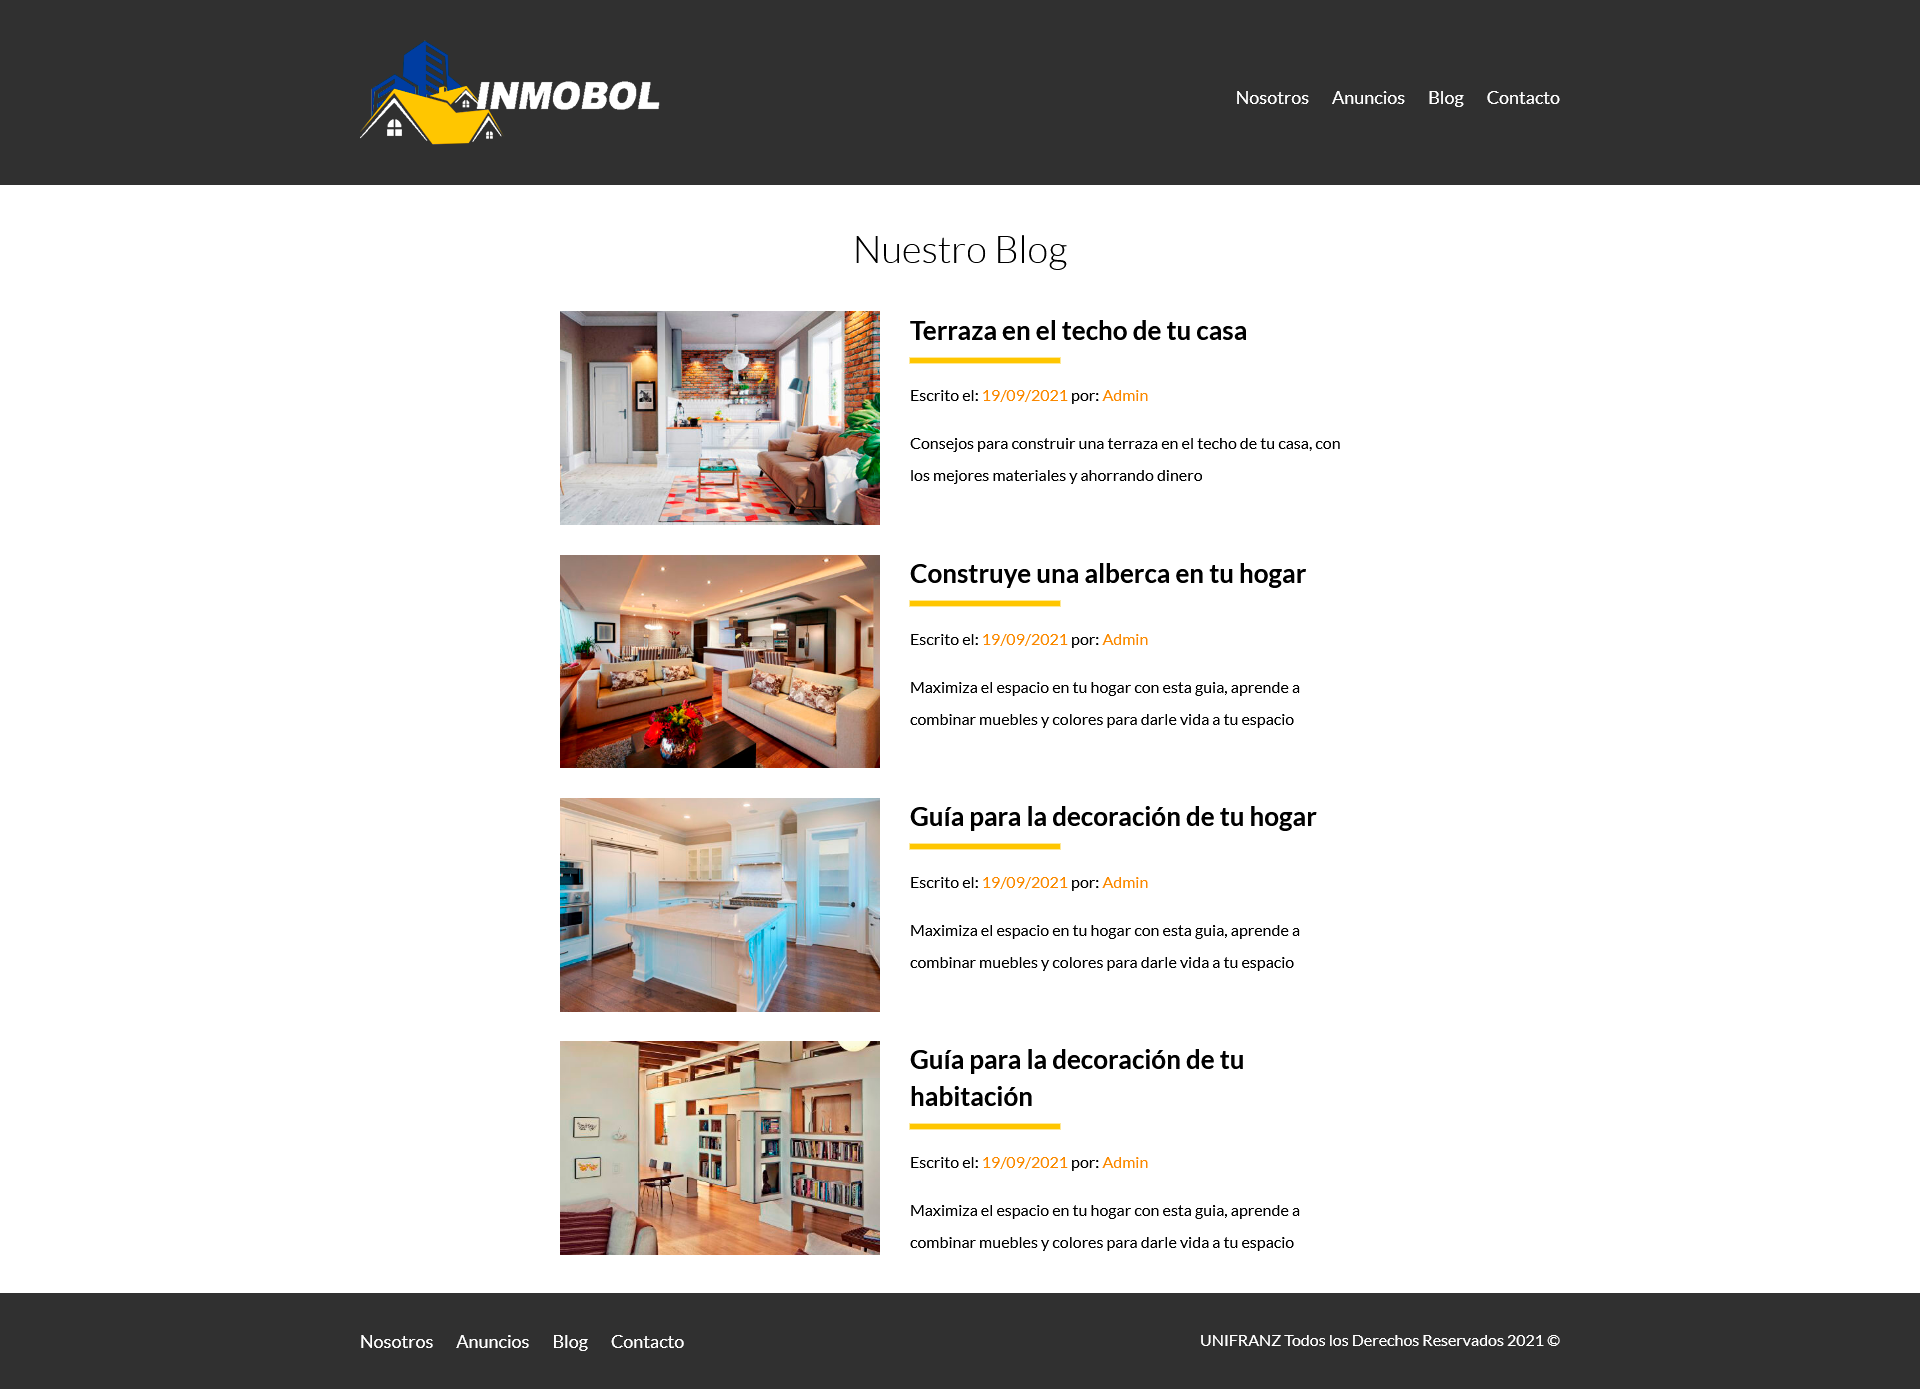 INMOBOL
Nosotros Anuncios Blog Contacto
Nuestro Blog
Terraza en el techo de tu casa
Escrito el: 19/09/2021 por: Admin
Consejos para construir una terraza en el techo de tu casa, con
los mejores materiales y ahorrando dinero
Construye una alberca en tu hogar
Escrito el: 19/09/2021 por: Admin
Maximiza el espacio en tu hogar con esta guia, aprende a
combinar muebles y colores para darle vida a tu espacio
Guía para la decoración de tu hogar
Escrito el: 19/09/2021 por: Admin
Maximiza el espacio en tu hogar con esta guia, aprende a
combinar muebles y colores para darle vida a tu espacio
Guía para la decoración de tu
habitación
Escrito el: 19/09/2021 por: Admin
Maximiza el espacio en tu hogar con esta guia, aprende a
combinar muebles y colores para darle vida a tu espacio
Nosotros Anuncios Blog Contacto
UNIFRANZ Todos los Derechos Reservados 2021 ©